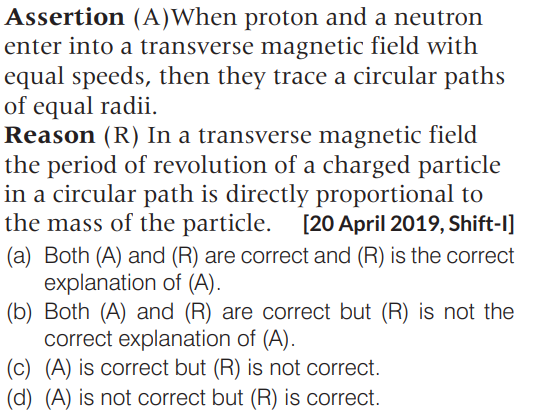 Assertion (A)When proton and a neutron
enter into a transverse magnetic field with
equal speeds, then they trace a circular paths
of equal radii.
Reason (R) In a transverse magnetic field
the period of revolution of a charged particle
in a circular path is directly proportional to
the mass of the particle. [20 April 2019, Shift-I]
(a) Both (A) and (R) are correct and (R) is the correct
explanation of (A).
(b) Both (A) and (R) are correct but (R) is not the
correct explanation of (A).
(c) (A) is correct but (R) is not correct.
(d) (A) is not correct but (R) is correct.